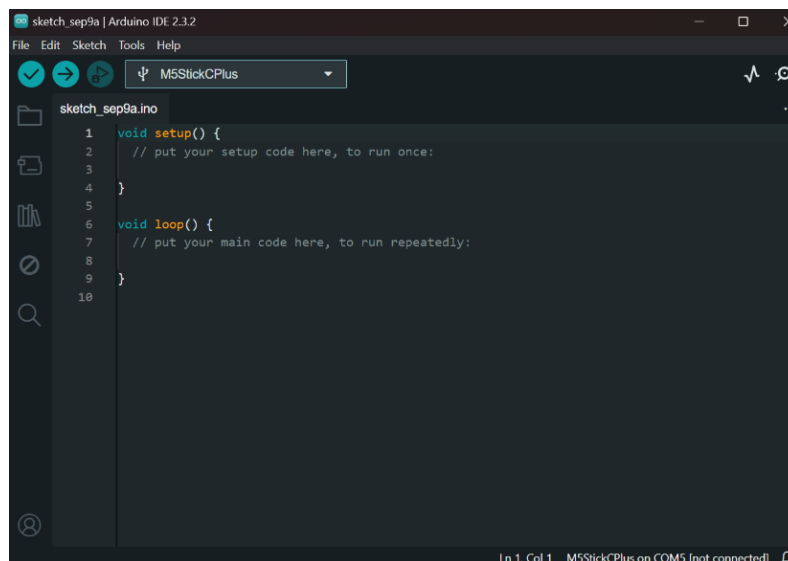 sketch_sep9a | Arduino IDE 2.3.2
File Edit Sketch Tools Help
M5StickCPlus
sketch_sep9a.ino
1 void setup() {
2 // put your setup code here, to run once:
3
4 }
5
6 void loop() {
7 // put your main code here, to run repeatedly:
8
9 }
10
Ln 1, Col 1 M5StickCPlus on COM5 [not connected]